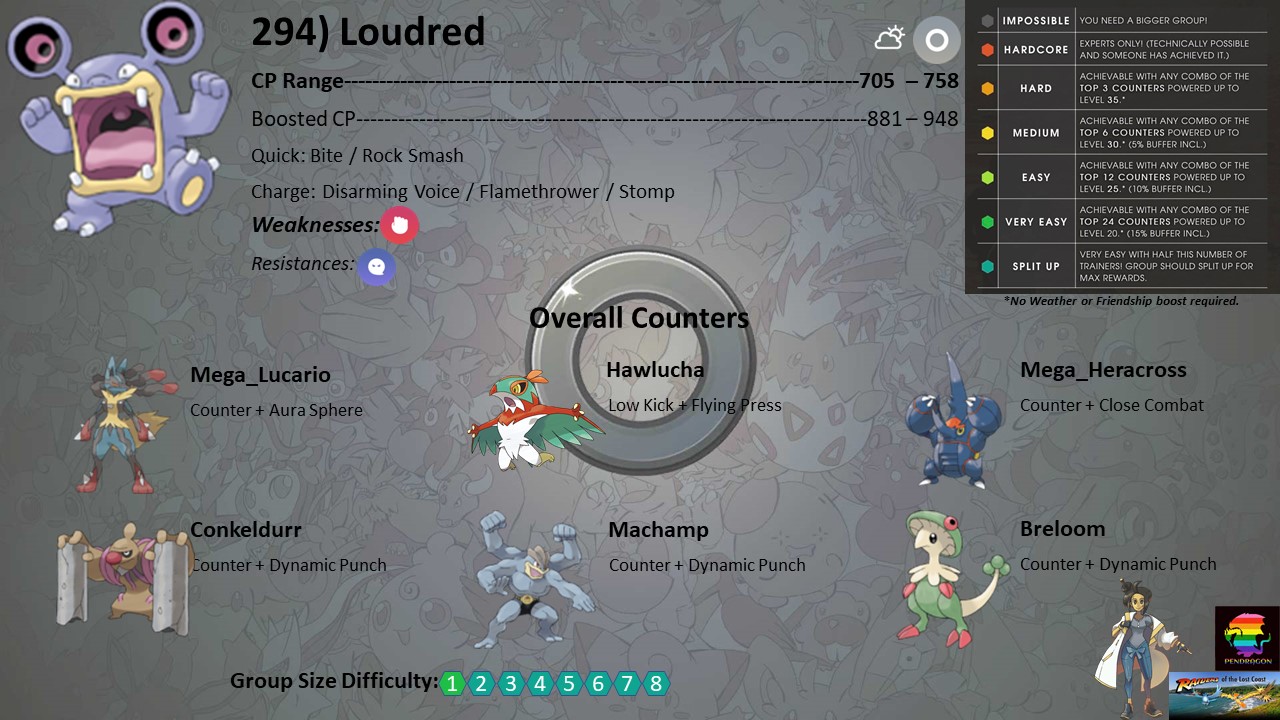 294) Loudred
CP Range---705 – 758
Boosted CP---881 – 948
Quick: Bite / Rock Smash
Charge: Disarming Voice / Flamethrower / Stomp
Weaknesses:
Resistances:
IMPOSSIBLE YOU NEED A BIGGER GROUP!
HARDCORE EXPERTS ONLY! (TECHNICALLY POSSIBLE
AND SOMEONE HAS ACHIEVED IT.)
HARD ACHIEVABLE WITH ANY COMBO OF THE
TOP 3 COUNTERS POWERED UP TO
LEVEL 35.*
MEDIUM ACHIEVABLE WITH ANY COMBO OF THE
TOP 6 COUNTERS POWERED UP TO
LEVEL 30.* (5% BUFFER INCL.)
EASY ACHIEVABLE WITH ANY COMBO OF THE
TOP 12 COUNTERS POWERED UP TO
LEVEL 25.* (10% BUFFER INCL.)
VERY EASY ACHIEVABLE WITH ANY COMBO OF THE
TOP 24 COUNTERS POWERED UP TO
LEVEL 20.* (15% BUFFER INCL.)
SPLIT UP VERY EASY WITH HALF THIS NUMBER OF
TRAINERS! GROUP SHOULD SPLIT UP FOR
MAX REWARDS.
*No Weather or Friendship boost required.
Overall Counters
Mega_Lucario
Counter + Aura Sphere
Hawlucha
Low Kick + Flying Press
Mega_Heracross
Counter + Close Combat
Conkeldurr
Counter + Dynamic Punch
Machamp
Counter + Dynamic Punch
Breloom
Counter + Dynamic Punch
Group Size Difficulty: 1 2 3 4 5 6 7 8
PENDROGON
RAIDERS of the Lost Coast